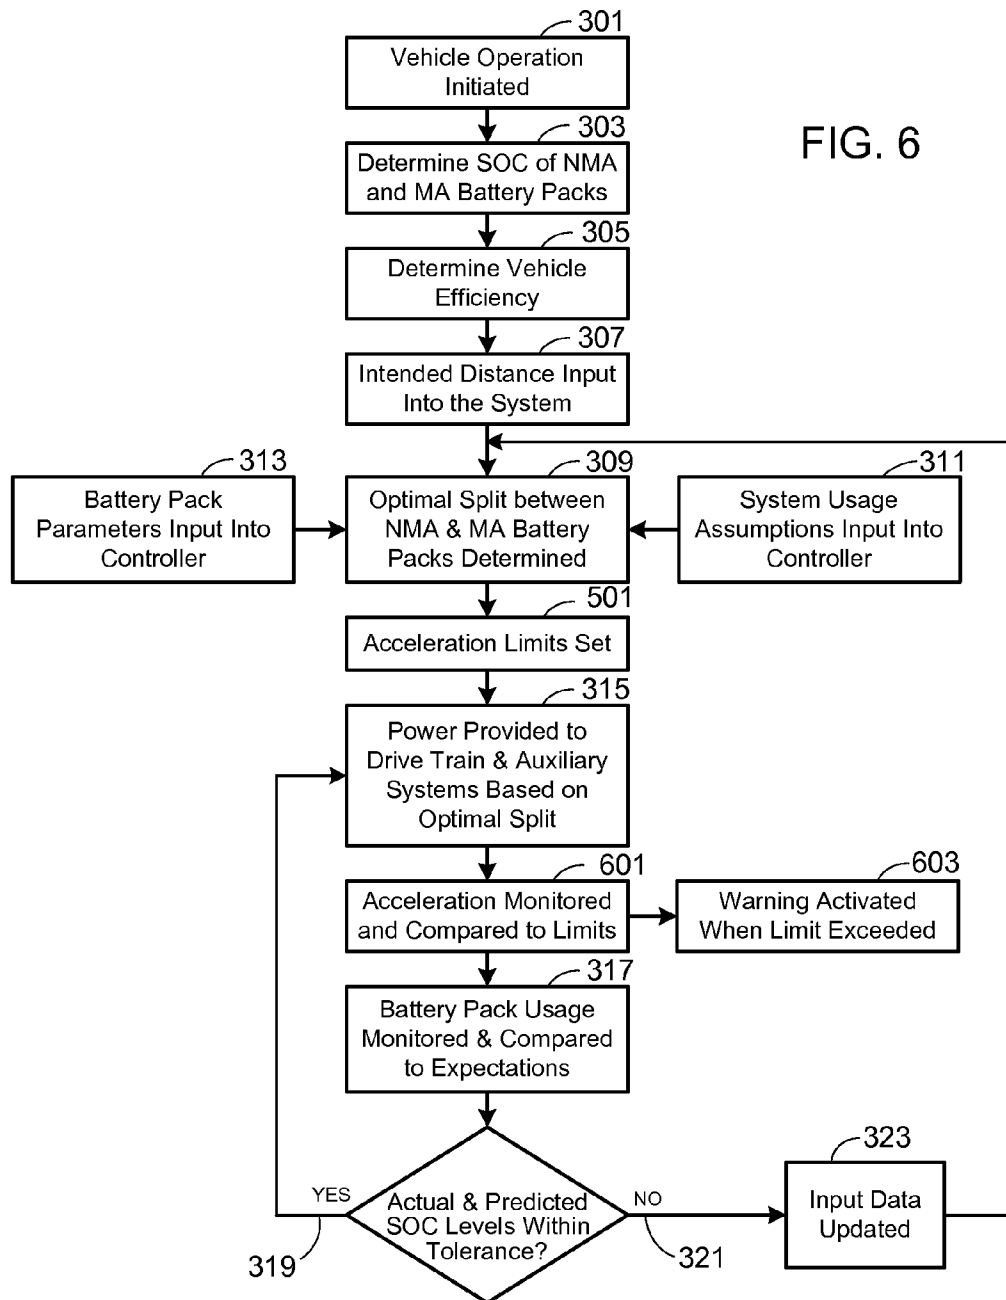 301
Vehicle Operation
Initiated
FIG. 6
303
Determine SOC of NMA
and MA Battery Packs
305
Determine Vehicle
Efficiency
307
Intended Distance Input
Into the System
313
Battery Pack
Parameters Input Into
Controller
309
Optimal Split between
NMA & MA Battery
Packs Determined
311
System Usage
Assumptions Input Into
Controller
501
Acceleration Limits Set
315
Power Provided to
Drive Train & Auxiliary
Systems Based on
Optimal Split
601
Acceleration Monitored
and Compared to Limits
603
Warning Activated
When Limit Exceeded
317
Battery Pack Usage
Monitored & Compared
to Expectations
YES
319
Actual & Predicted
SOC Levels Within
Tolerance?
NO
321
323
Input Data
Updated